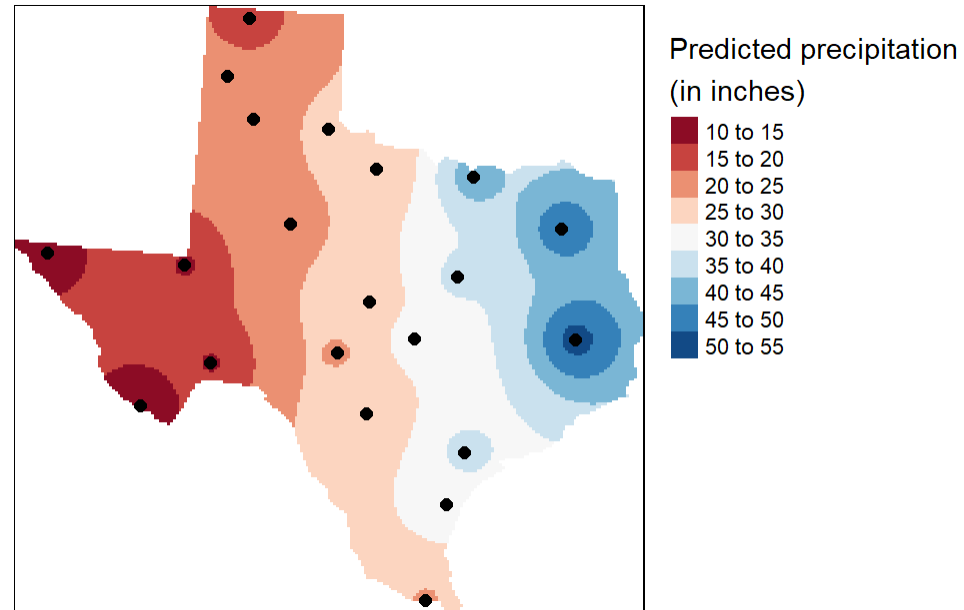 Predicted precipitation
(in inches)
10 to 15
15 to 20
20 to 25
25 to 30
30 to 35
35 to 40
40 to 45
45 to 50
50 to 55